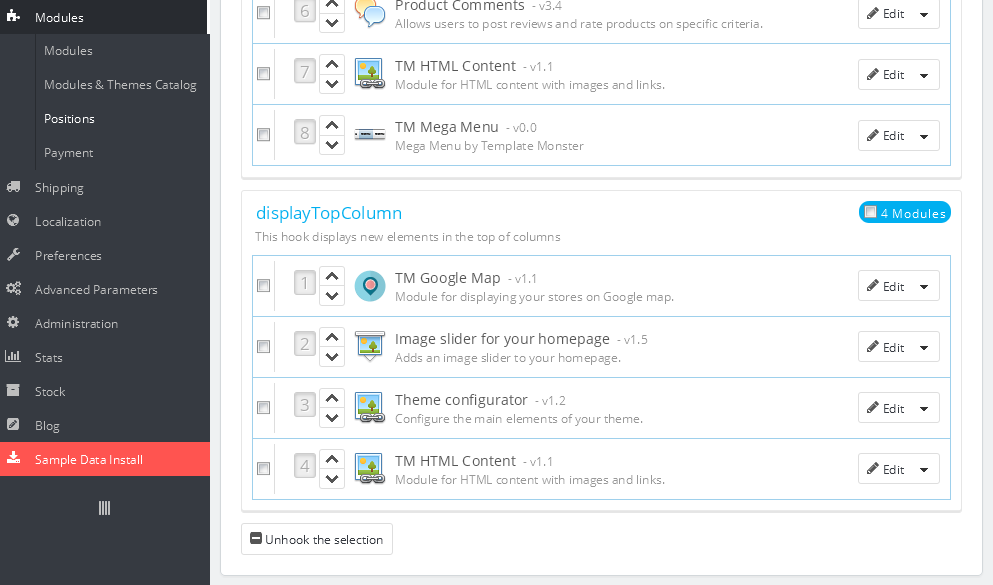 Modules
Modules
Modules & Themes Catalog
Positions
Payment
Shipping
Localization
Preferences
Advanced Parameters
Administration
Stats
Stock
Blog
Sample Data Install
6
Product Comments - v3.4
Allows users to post reviews and rate products on specific criteria.
Edit
7
TM HTML Content - v1.1
Module for HTML content with images and links.
Edit
8
TM Mega Menu - v0.0
Mega Menu by Template Monster
Edit
displayTopColumn
4 Modules
This hook displays new elements in the top of columns
1
TM Google Map - v1.1
Module for displaying your stores on Google map.
Edit
2
Image slider for your homepage - v1.5
Adds an image slider to your homepage.
Edit
3
Theme configurator - v1.2
Configure the main elements of your theme.
Edit
4
TM HTML Content - v1.1
Module for HTML content with images and links.
Edit
Unhook the selection